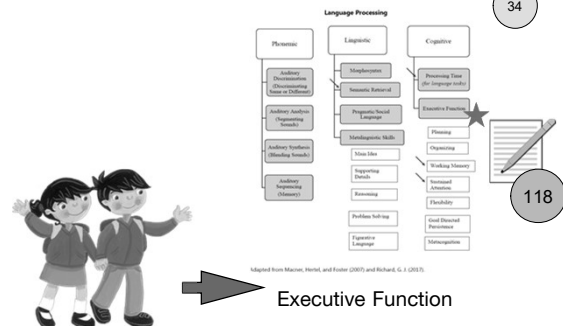 34
Language Processing
Phonemic
Linguistic
Cognitive
Auditory
Discrimination
(Discriminating
Same or Different)
Auditory Analysis
(Segmenting
Sounds)
Auditory Synthesis
(Blending Sounds)
Auditory
Sequencing
(Memory)
Morphosyntax
Semantic Retrieval
Pragmatic/Social
Language
Metalinguistic Skills
Main Idea
Supporting
Details
Reasoning
Problem Solving
Figurative
Language
Processing Time
(for language tasks)
Executive Function
Planning
Organizing
Working Memory
Sustained
Attention
Flexibility
Goal Directed
Persistence
Metacognition
118
Adapted from Macner, Hertel, and Foster (2007) and Richard, G. J. (2017).
Executive Function